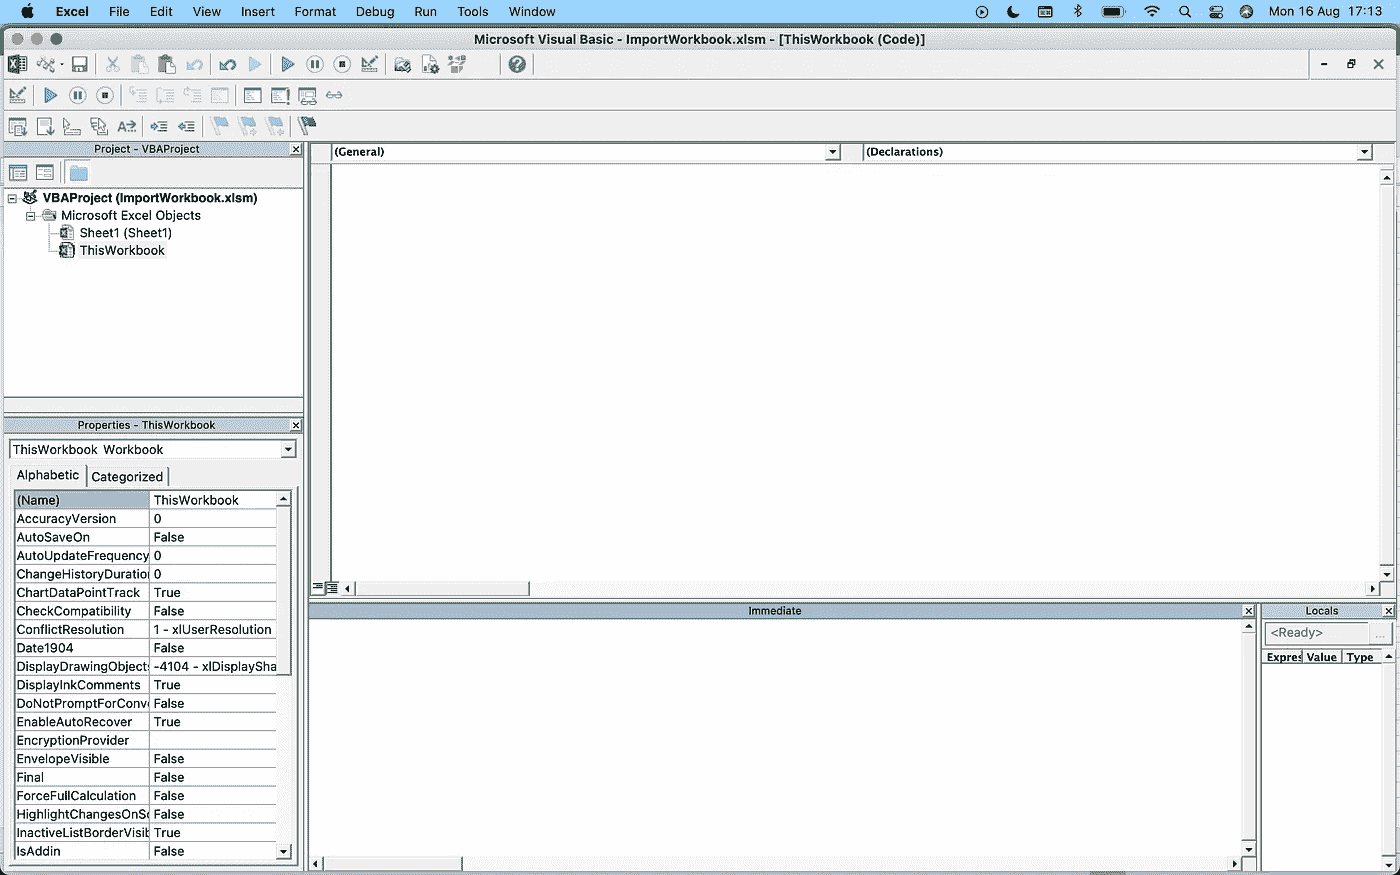 Excel File Edit View Insert Format Debug Run Tools Window Mon 16 Aug 17:13
Microsoft Visual Basic - ImportWorkbook.xlsm - [ThisWorkbook (Code)]
Project - VBAProject
(General) (Declarations)
VBAProject (ImportWorkbook.xlsm)
Microsoft Excel Objects
Sheet1 (Sheet1)
ThisWorkbook
Properties - ThisWorkbook
ThisWorkbook Workbook
Alphabetic Categorized
(Name) ThisWorkbook
AccuracyVersion 0
AutoSaveOn False
AutoUpdateFrequency 0
ChangeHistoryDuratio 0
ChartDataPointTrack True
CheckCompatibility False
ConflictResolution 1 - xlUserResolution
Date1904 False
DisplayDrawingObject -4104 - xlDisplaySha
DisplayInkComments True
DoNotPromptForConv False
EnableAutoRecover True
EncryptionProvider
EnvelopeVisible False
Final False
ForceFullCalculation False
HighlightChangesOnSc False
InactiveListBorderVisib True
IsAddin False
Immediate
Locals
<Ready> ...
Expres Value Type